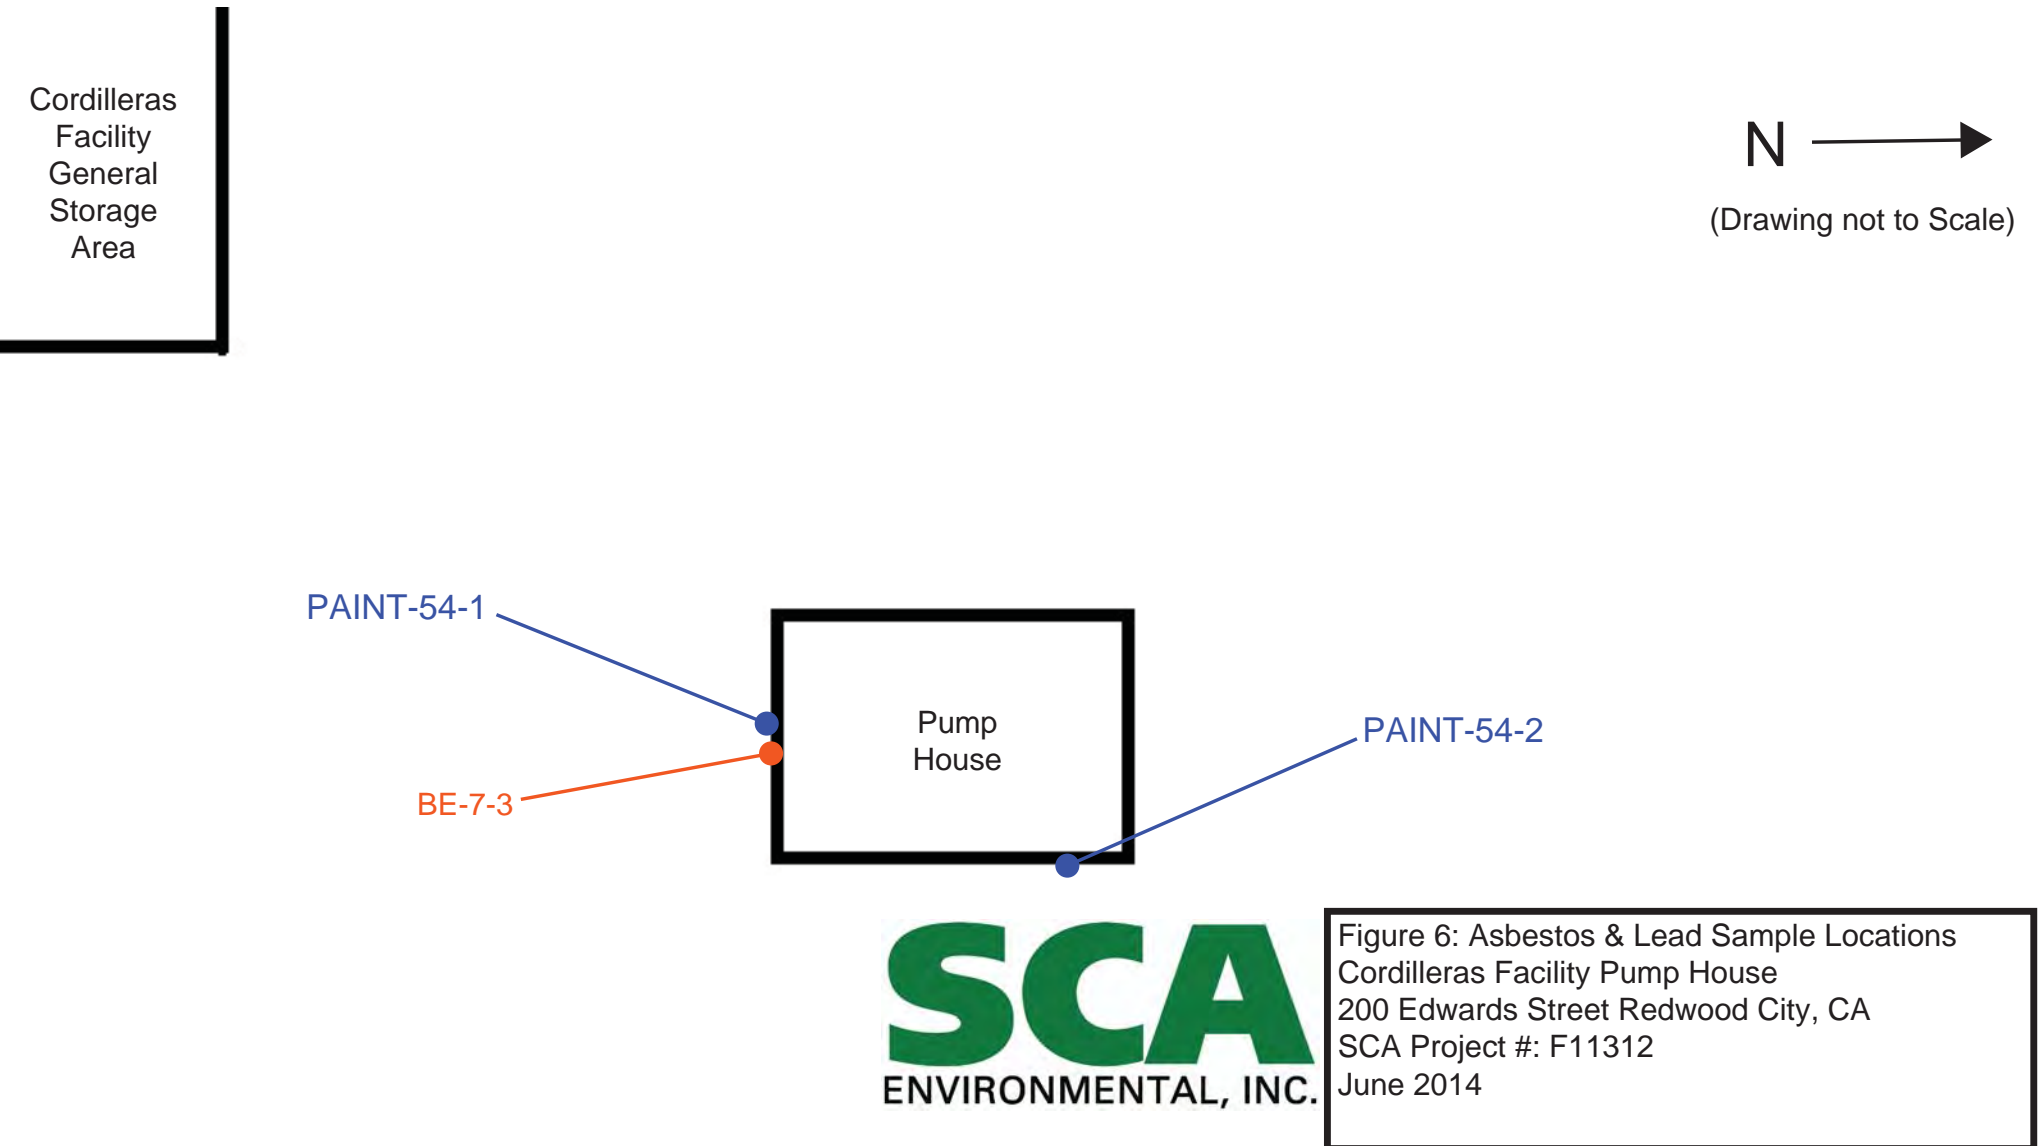 Cordilleras
Facility
General
Storage
Area
N
(Drawing not to Scale)
PAINT-54-1
Pump
House
PAINT-54-2
BE-7-3
SCA
ENVIRONMENTAL, INC.
Figure 6: Asbestos & Lead Sample Locations
Cordilleras Facility Pump House
200 Edwards Street Redwood City, CA
SCA Project #: F11312
June 2014